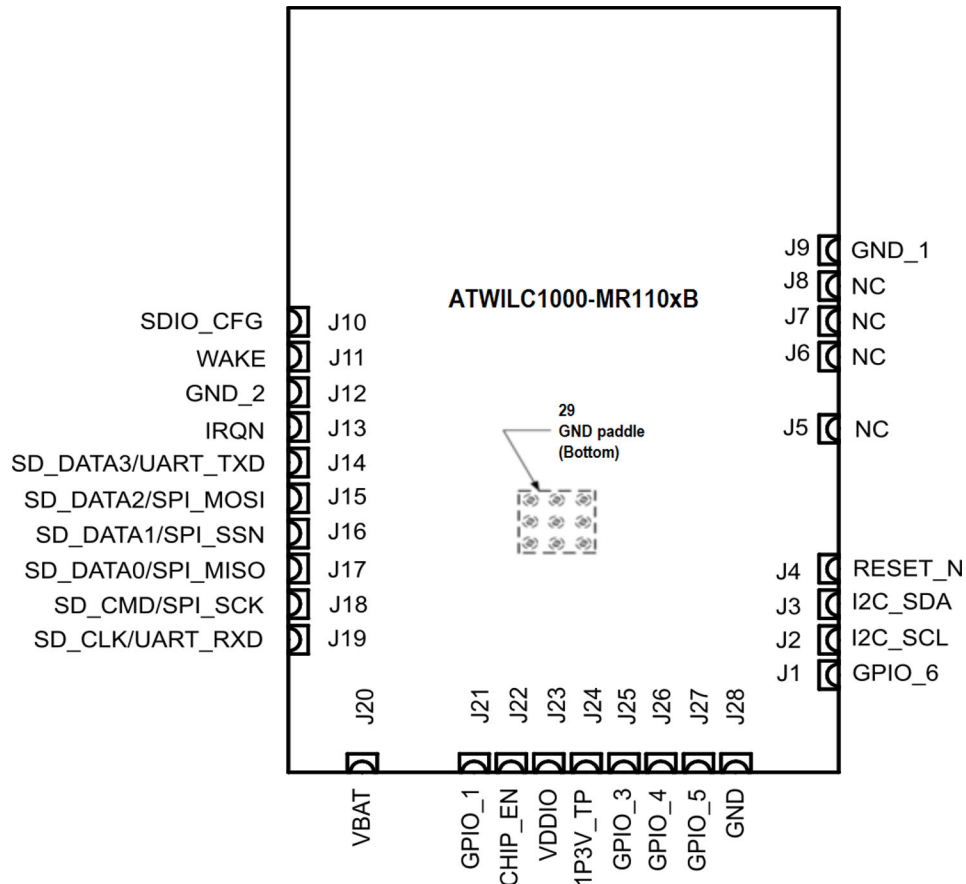 J9 GND_1
J8 NC
ATWILC1000-MR110xB
SDIO_CFG J10
J7 NC
WAKE J11
J6 NC
GND_2 J12
29
GND paddle
(Bottom)
IRQN J13
J5 NC
SD_DATA3/UART_TXD J14
SD_DATA2/SPI_MOSI J15
SD_DATA1/SPI_SSN J16
SD_DATA0/SPI_MISO J17
J4 RESET_N
SD_CMD/SPI_SCK J18
J3 I2C_SDA
SD_CLK/UART_RXD J19
J2 I2C_SCL
J1 GPIO_6
J20
J21
J22
J23
J24
J25
J26
J27
J28
VBAT
GPIO_1
CHIP_EN
VDDIO
1P3V_TP
GPIO_3
GPIO_4
GPIO_5
GND